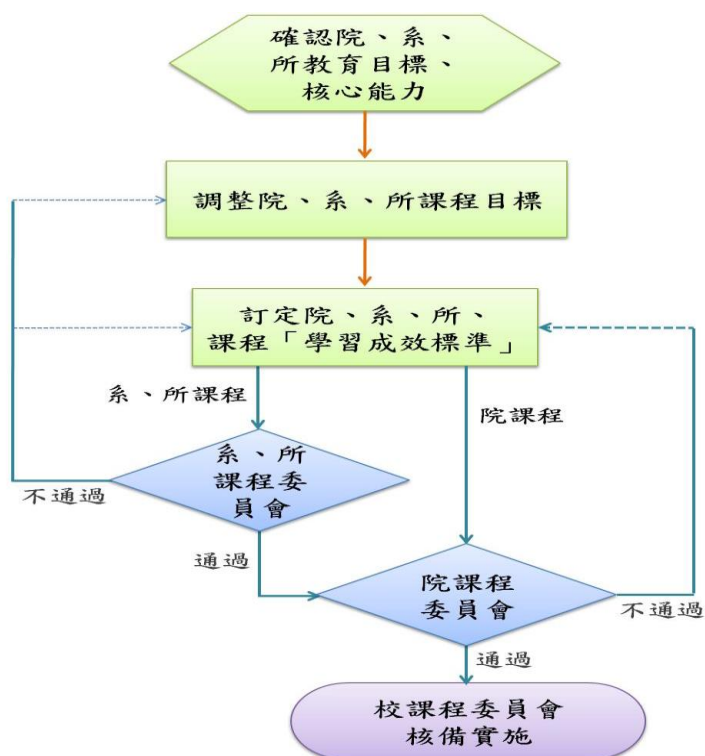 確認院、系、
所教育目標、
核心能力
調整院、系、所課程目標
訂定院、系、所、
課程「學習成效標準」
系、所課程
院課程
系、所
課程委
員會
不通過
通過
院課程
委員會
不通過
通過
校課程委員會
核備實施